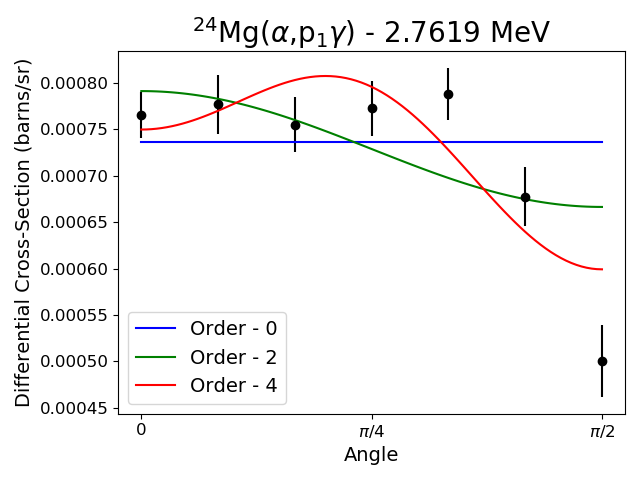 ²⁴Mg(α,p₁γ) - 2.7619 MeV
Differential Cross-Section (barns/sr)
0.00080
0.00075
0.00070
0.00065
0.00060
0.00055
0.00050
0.00045
Order - 0
Order - 2
Order - 4
0 π/4 π/2
Angle